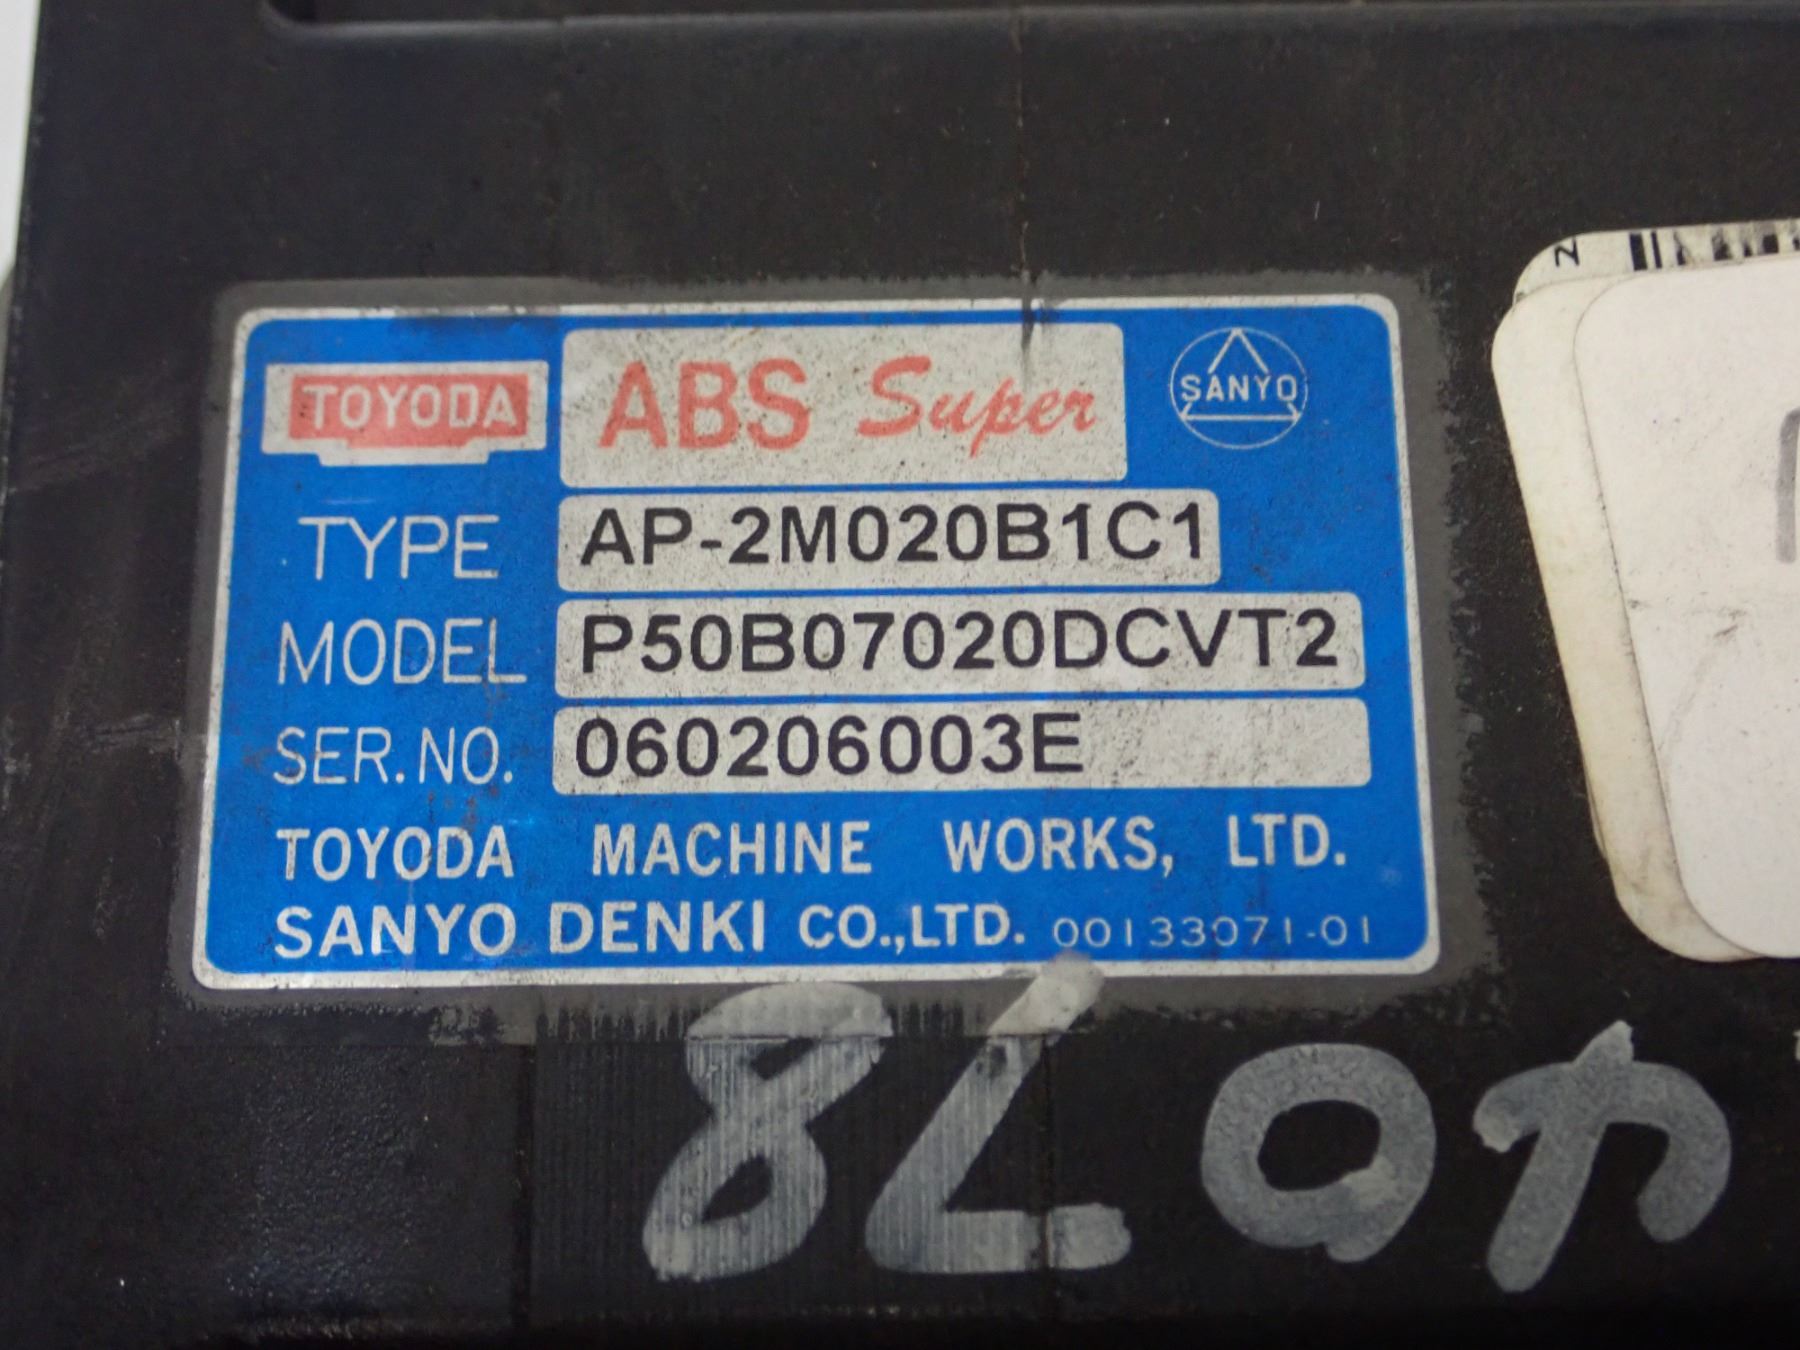 TOYODA ABS Super SANYO
TYPE AP-2M020B1C1
MODEL P50B07020DCVT2
SER.NO. 060206003E
TOYODA MACHINE WORKS, LTD.
SANYO DENKI CO.,LTD. 00133071-01
N